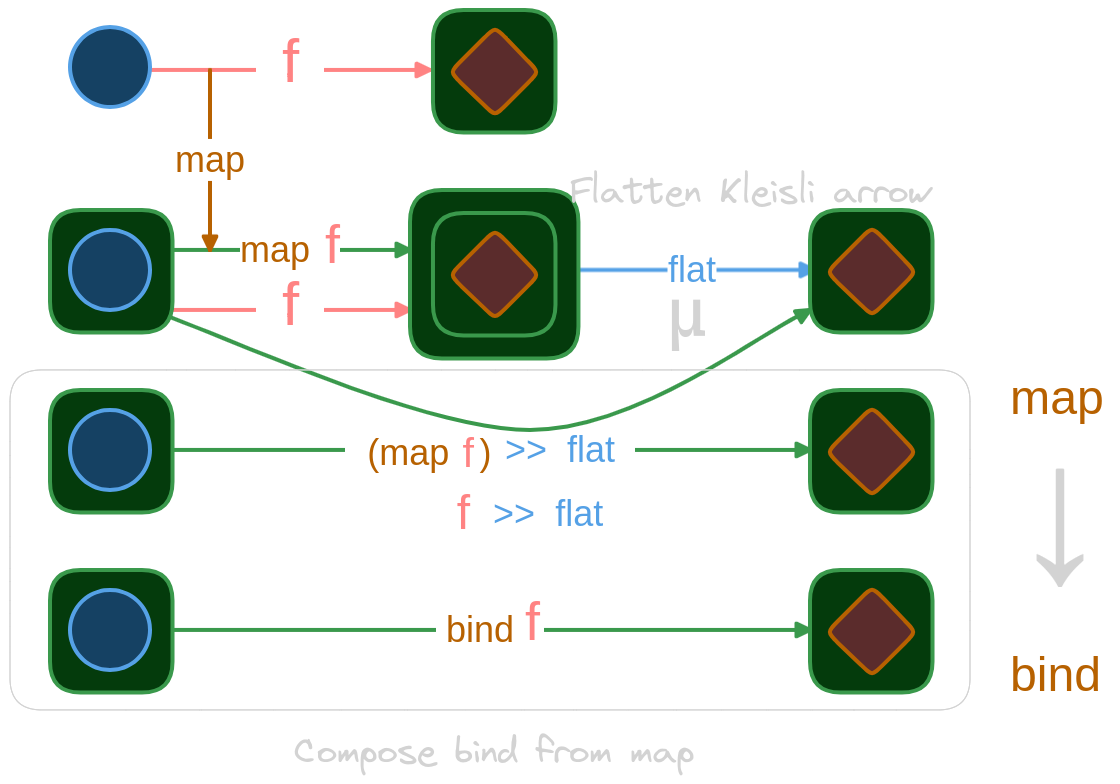 f
map
Flatten Kleisli arrow
map f
flat
f
μ
map
(map f) >> flat
f >> flat
↓
bind f
bind
Compose bind from map